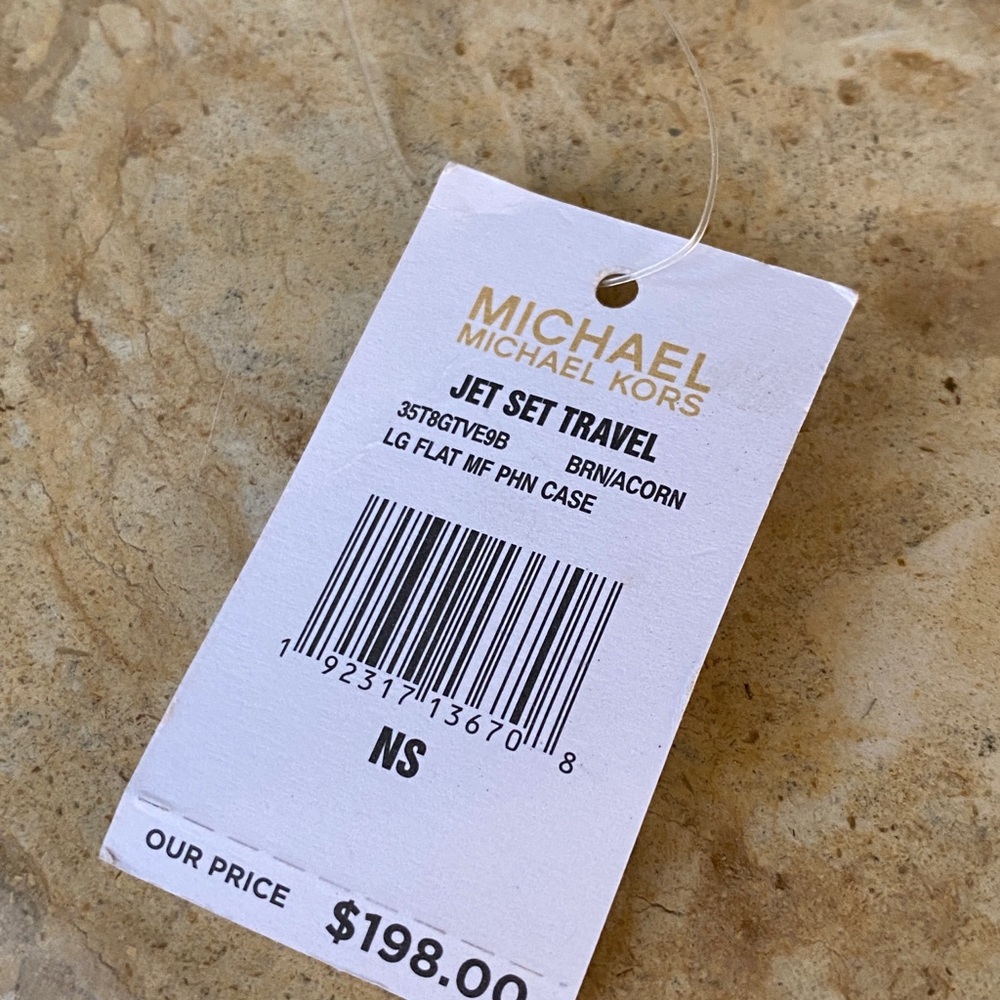 MICHAEL
MICHAEL KORS
JET SET TRAVEL
35T8GTVE9B BRN/ACORN
LG FLAT MF PHN CASE
1 92317 13670 8
NS
OUR PRICE $198.00